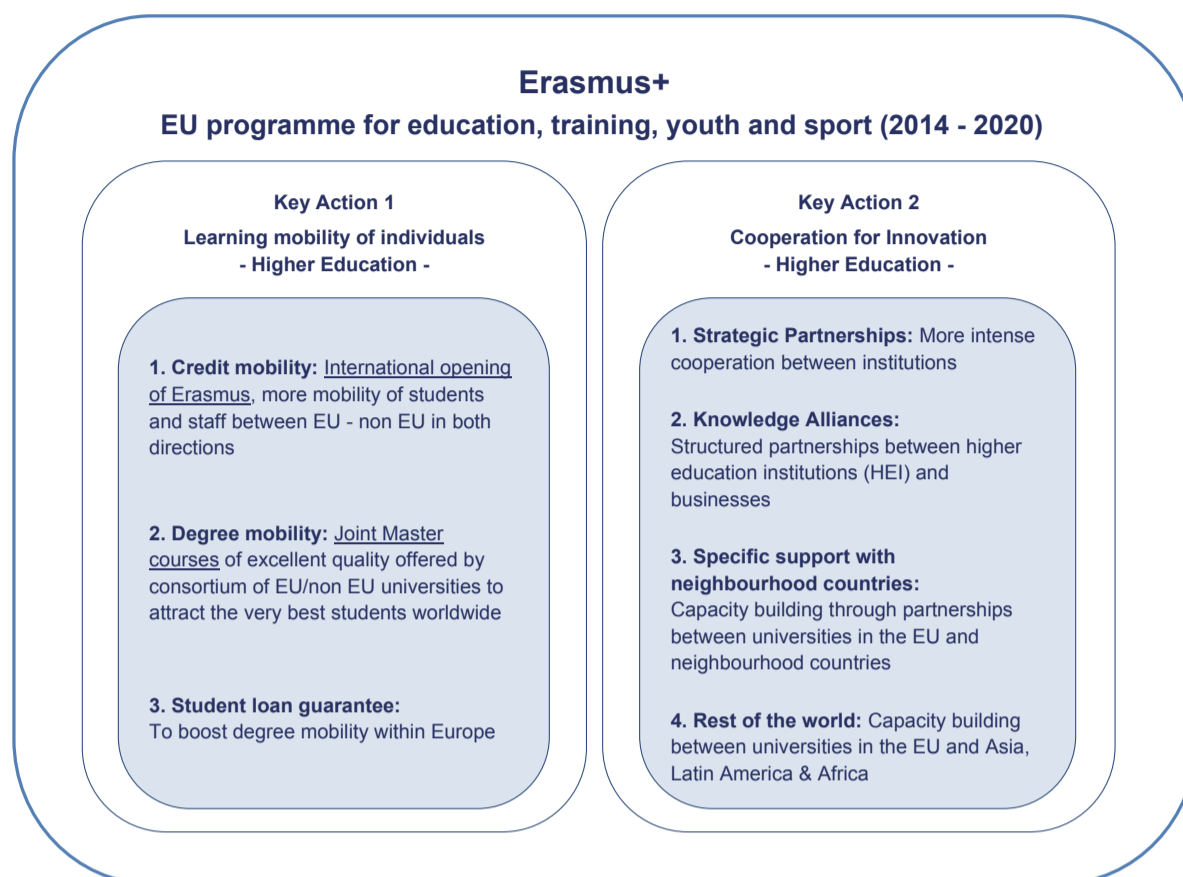 Erasmus+
EU programme for education, training, youth and sport (2014 - 2020)
Key Action 1
Learning mobility of individuals
- Higher Education -
1. Credit mobility: International opening
of Erasmus, more mobility of students
and staff between EU - non EU in both
directions
2. Degree mobility: Joint Master
courses of excellent quality offered by
consortium of EU/non EU universities to
attract the very best students worldwide
3. Student loan guarantee:
To boost degree mobility within Europe
Key Action 2
Cooperation for Innovation
- Higher Education -
1. Strategic Partnerships: More intense
cooperation between institutions
2. Knowledge Alliances:
Structured partnerships between higher
education institutions (HEI) and
businesses
3. Specific support with
neighbourhood countries:
Capacity building through partnerships
between universities in the EU and
neighbourhood countries
4. Rest of the world: Capacity building
between universities in the EU and Asia,
Latin America & Africa